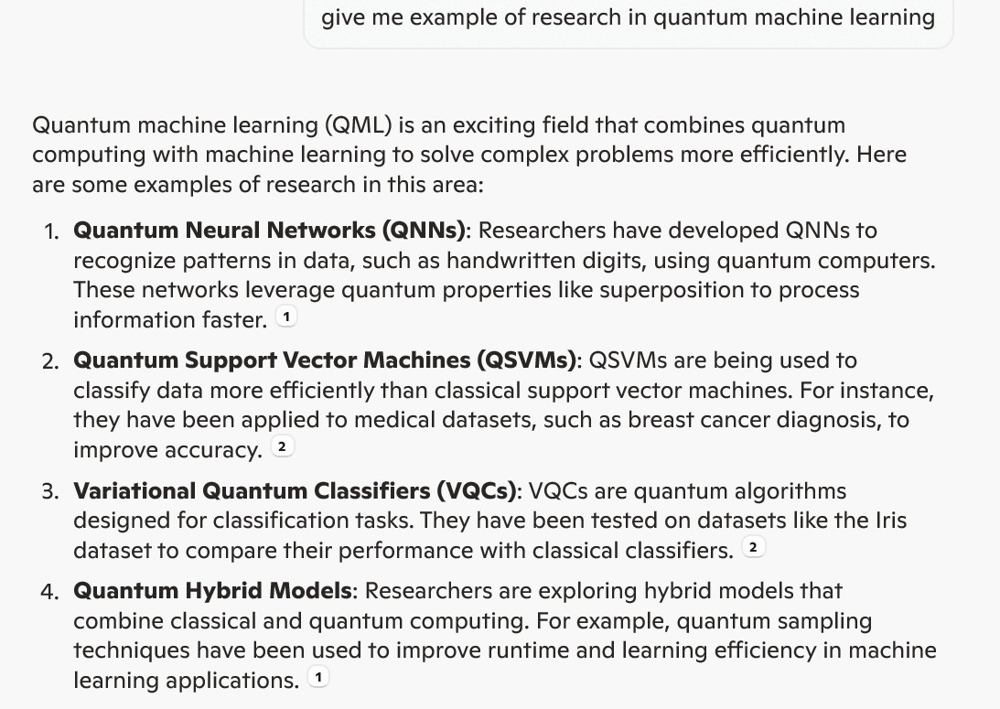 give me example of research in quantum machine learning
Quantum machine learning (QML) is an exciting field that combines quantum
computing with machine learning to solve complex problems more efficiently. Here
are some examples of research in this area:
1. Quantum Neural Networks (QNNs): Researchers have developed QNNs to
recognize patterns in data, such as handwritten digits, using quantum computers.
These networks leverage quantum properties like superposition to process
information faster. 1
2. Quantum Support Vector Machines (QSVMs): QSVMs are being used to
classify data more efficiently than classical support vector machines. For instance,
they have been applied to medical datasets, such as breast cancer diagnosis, to
improve accuracy. 2
3. Variational Quantum Classifiers (VQCs): VQCs are quantum algorithms
designed for classification tasks. They have been tested on datasets like the Iris
dataset to compare their performance with classical classifiers. 2
4. Quantum Hybrid Models: Researchers are exploring hybrid models that
combine classical and quantum computing. For example, quantum sampling
techniques have been used to improve runtime and learning efficiency in machine
learning applications. 1